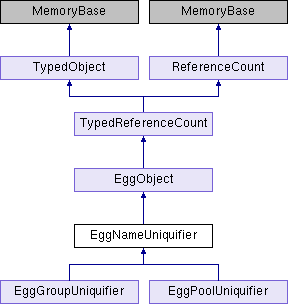 MemoryBase MemoryBase
TypedObject ReferenceCount
TypedReferenceCount
EggObject
EggNameUniquifier
EggGroupUniquifier EggPoolUniquifier